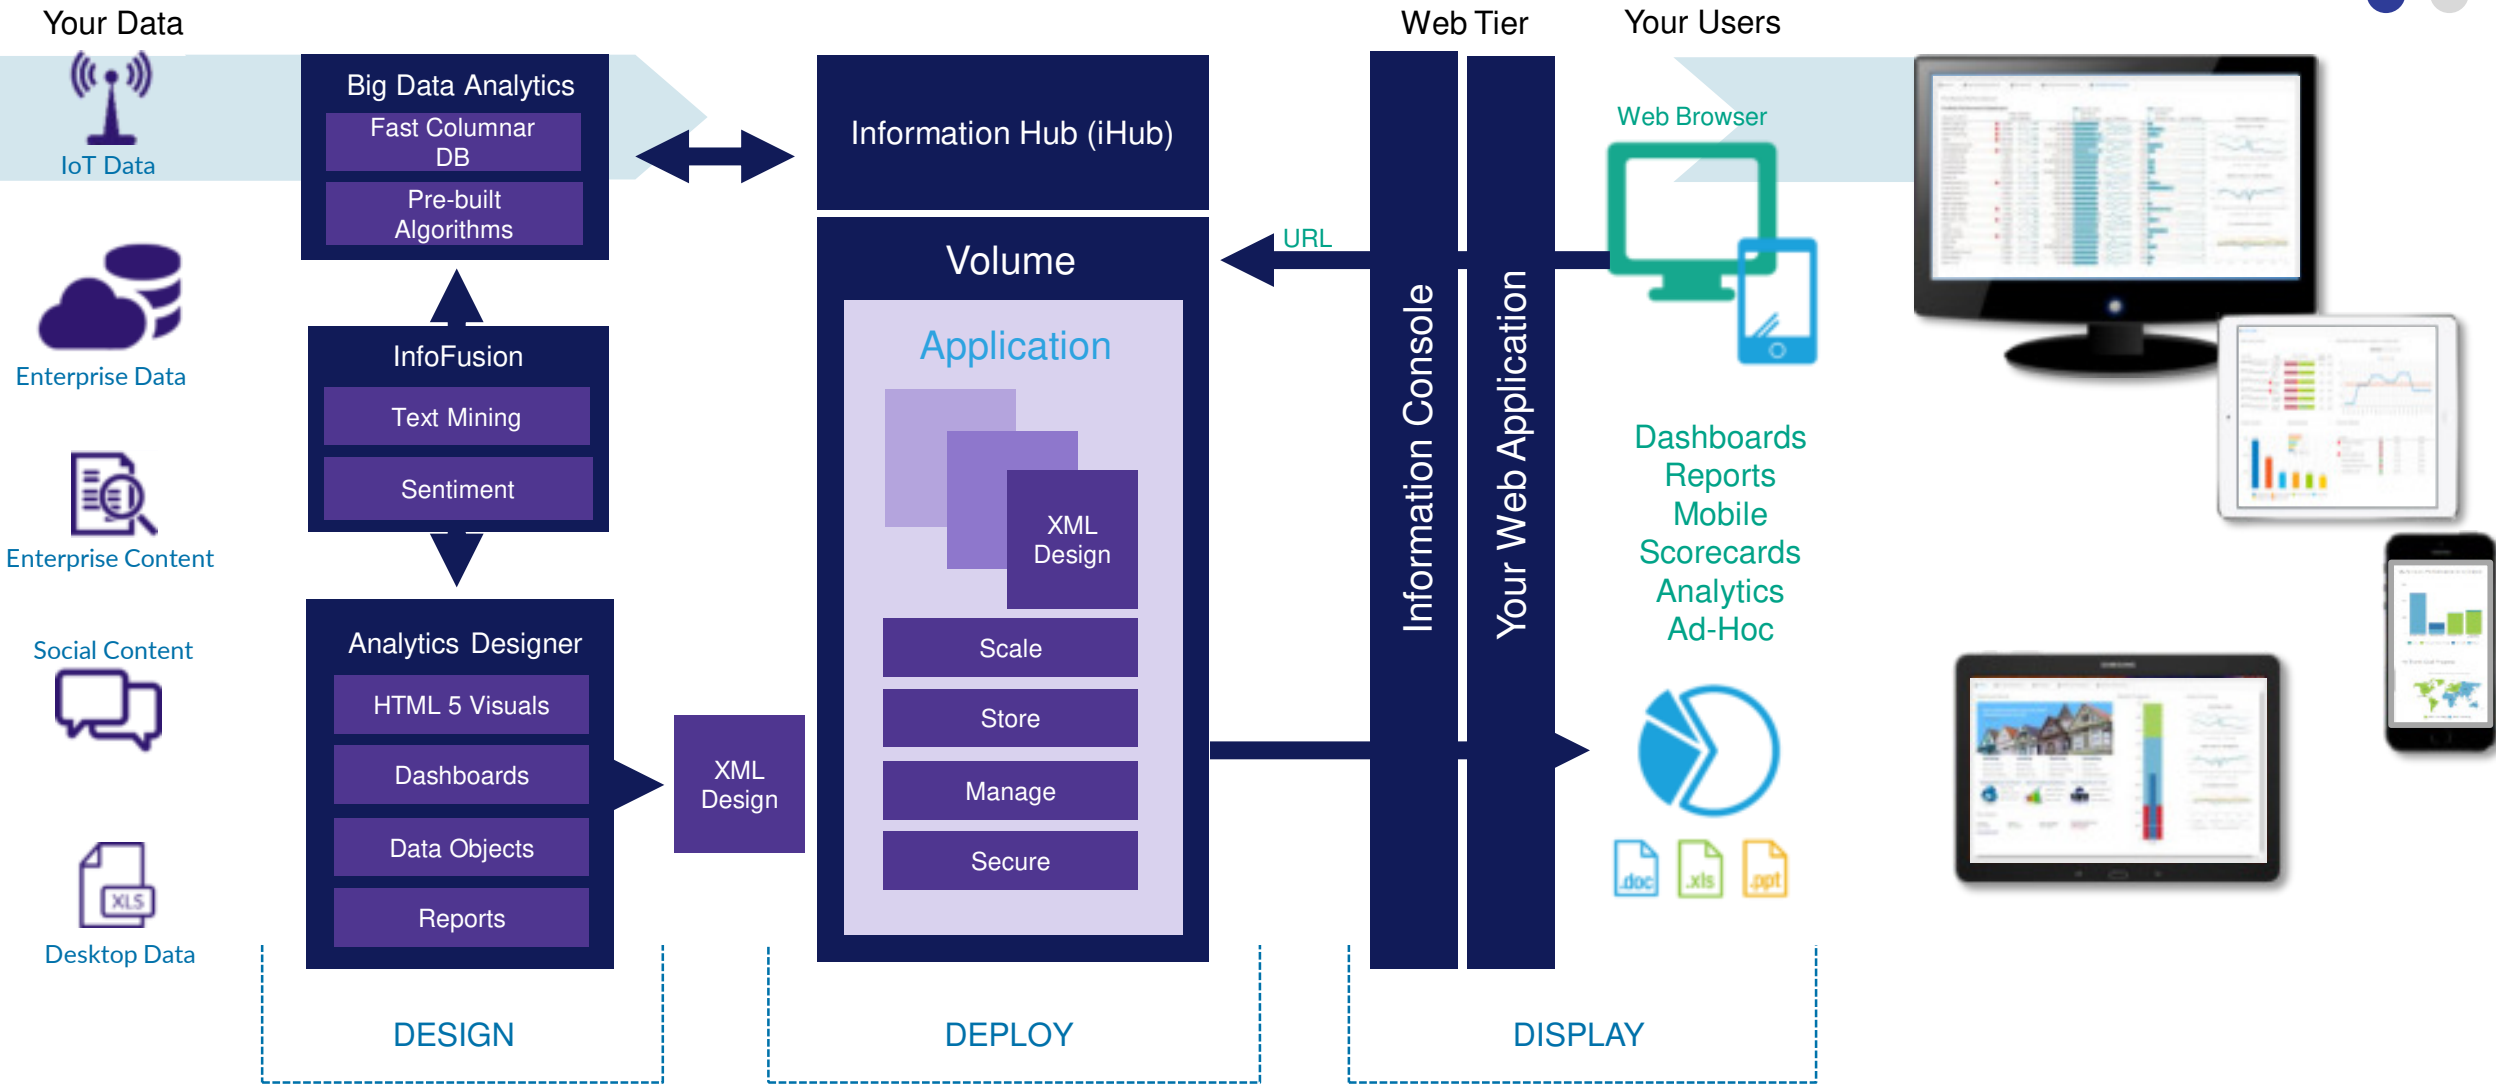 Your Data
IoT Data
Enterprise Data
Enterprise Content
Social Content
XLS
Desktop Data
Big Data Analytics
Fast Columnar
DB
Pre-built
Algorithms
InfoFusion
Text Mining
Sentiment
Analytics Designer
HTML 5 Visuals
Dashboards
Data Objects
Reports
DESIGN
XML
Design
Information Hub (iHub)
Volume
Application
XML
Design
Scale
Store
Manage
Secure
DEPLOY
Web Tier
URL
Information Console
Your Web Application
Your Users
Web Browser
Dashboards
Reports
Mobile
Scorecards
Analytics
Ad-Hoc
.doc
.xls
.ppt
DISPLAY